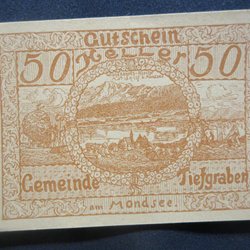 Gutschein
50 Heller 50
Gemeinde Tiefgraben
am Mondsee.